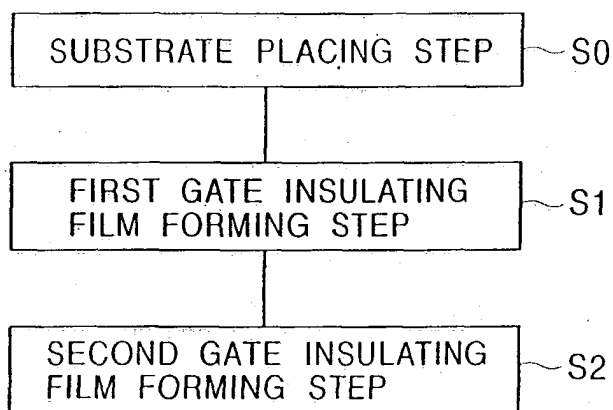 SUBSTRATE PLACING STEP S0
FIRST GATE INSULATING
FILM FORMING STEP S1
SECOND GATE INSULATING
FILM FORMING STEP S2